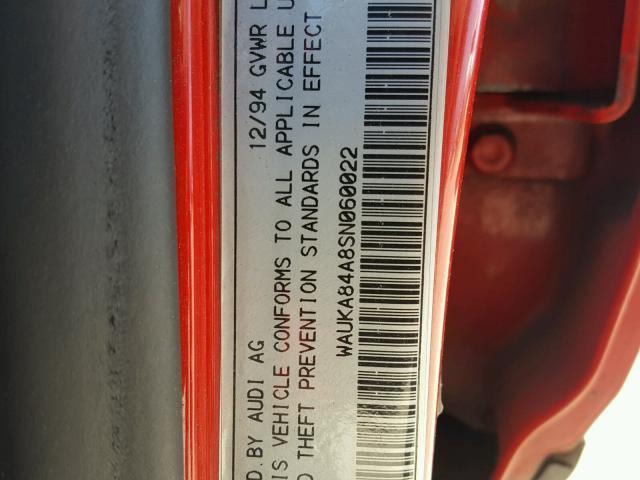 D.BY AUDI AG 12/94 GVWR L
IS VEHICLE CONFORMS TO ALL APPLICABLE U
D THEFT PREVENTION STANDARDS IN EFFECT
WAUKA84A8SN060022